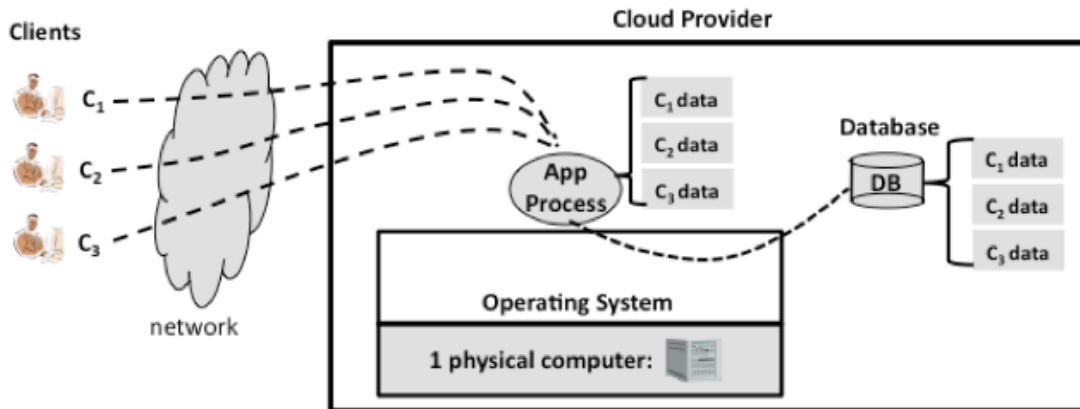 Cloud Provider
Clients
C1
C2
C3
network
App
Process
C1 data
C2 data
C3 data
Database
DB
C1 data
C2 data
C3 data
Operating System
1 physical computer: